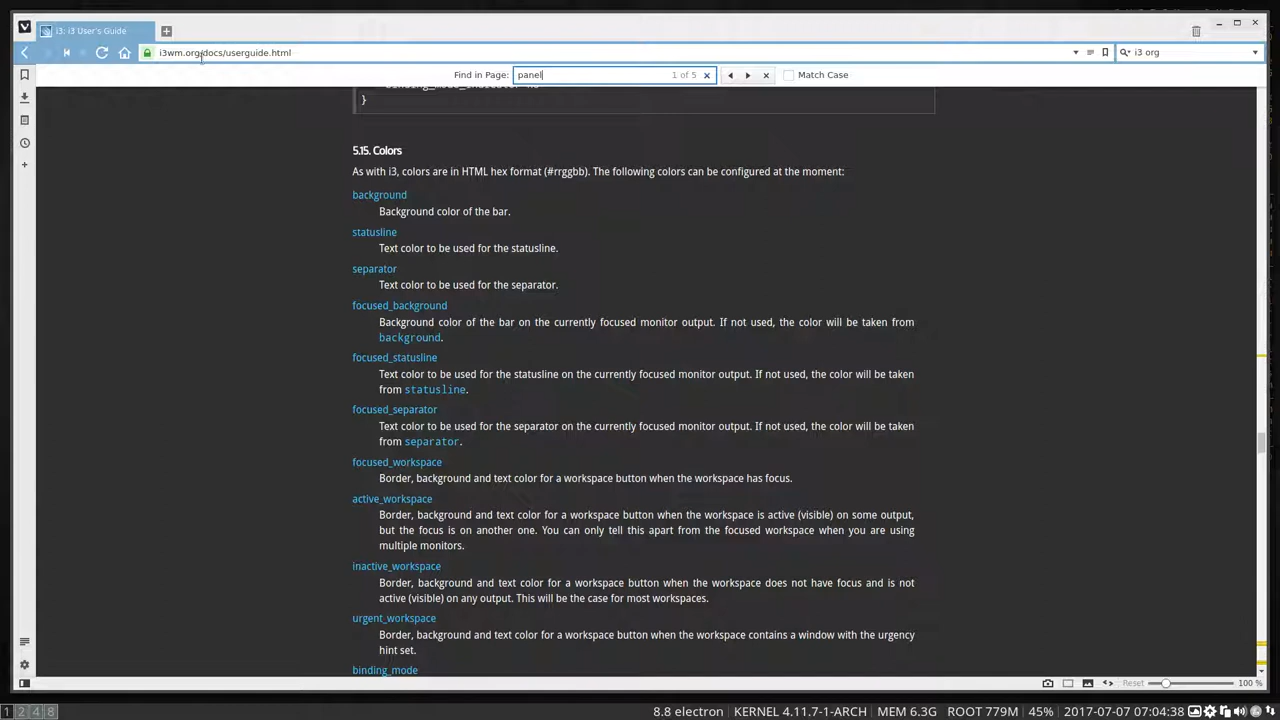 i3: i3 User's Guide
i3wm.org/docs/userguide.html
i3 org
Find in Page:
panel
1 of 5
Match Case
}
5.15. Colors
As with i3, colors are in HTML hex format (#rrggbb). The following colors can be configured at the moment:
background
Background color of the bar.
statusline
Text color to be used for the statusline.
separator
Text color to be used for the separator.
focused_background
Background color of the bar on the currently focused monitor output. If not used, the color will be taken from
background.
focused_statusline
Text color to be used for the statusline on the currently focused monitor output. If not used, the color will be taken
from statusline.
focused_separator
Text color to be used for the separator on the currently focused monitor output. If not used, the color will be taken
from separator.
focused_workspace
Border, background and text color for a workspace button when the workspace has focus.
active_workspace
Border, background and text color for a workspace button when the workspace is active (visible) on some output,
but the focus is on another one. You can only tell this apart from the focused workspace when you are using
multiple monitors.
inactive_workspace
Border, background and text color for a workspace button when the workspace does not have focus and is not
active (visible) on any output. This will be the case for most workspaces.
urgent_workspace
Border, background and text color for a workspace button when the workspace contains a window with the urgency
hint set.
binding_mode
Reset
100 %
1 2 4 8
8.8 electron KERNEL 4.11.7-1-ARCH MEM 6.3G ROOT 779M 45% 2017-07-07 07:04:38